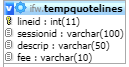 ifw.tempquotelines
lineid : int(11)
sessionid : varchar(100)
descrip : varchar(50)
fee : varchar(10)